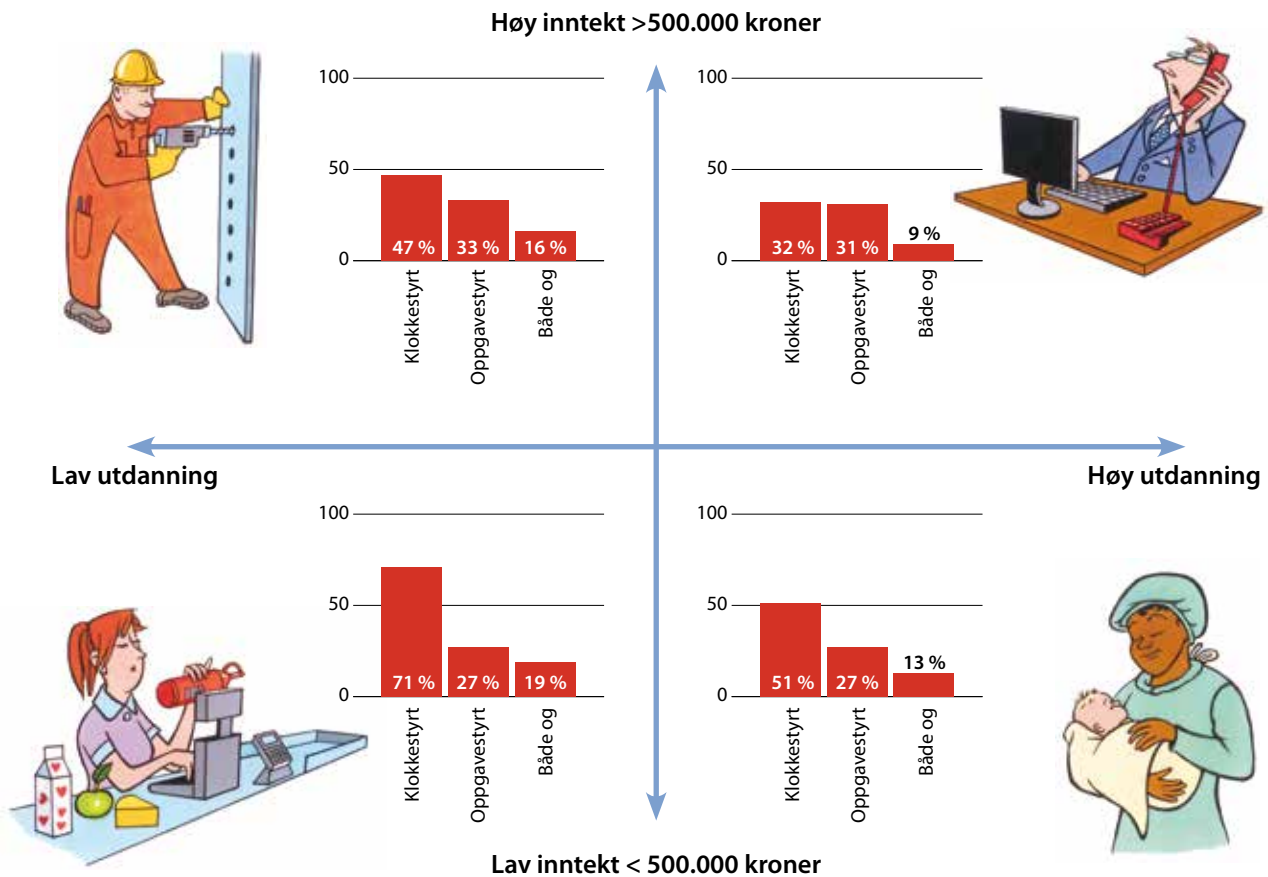 Høy inntekt >500.000 kroner
100
50
0
47 %
33 %
16 %
Klokkestyrt
Oppgavestyrt
Både og
100
50
0
32 %
31 %
9 %
Klokkestyrt
Oppgavestyrt
Både og
Lav utdanning
Høy utdanning
100
50
0
71 %
27 %
19 %
Klokkestyrt
Oppgavestyrt
Både og
100
50
0
51 %
27 %
13 %
Klokkestyrt
Oppgavestyrt
Både og
Lav inntekt < 500.000 kroner